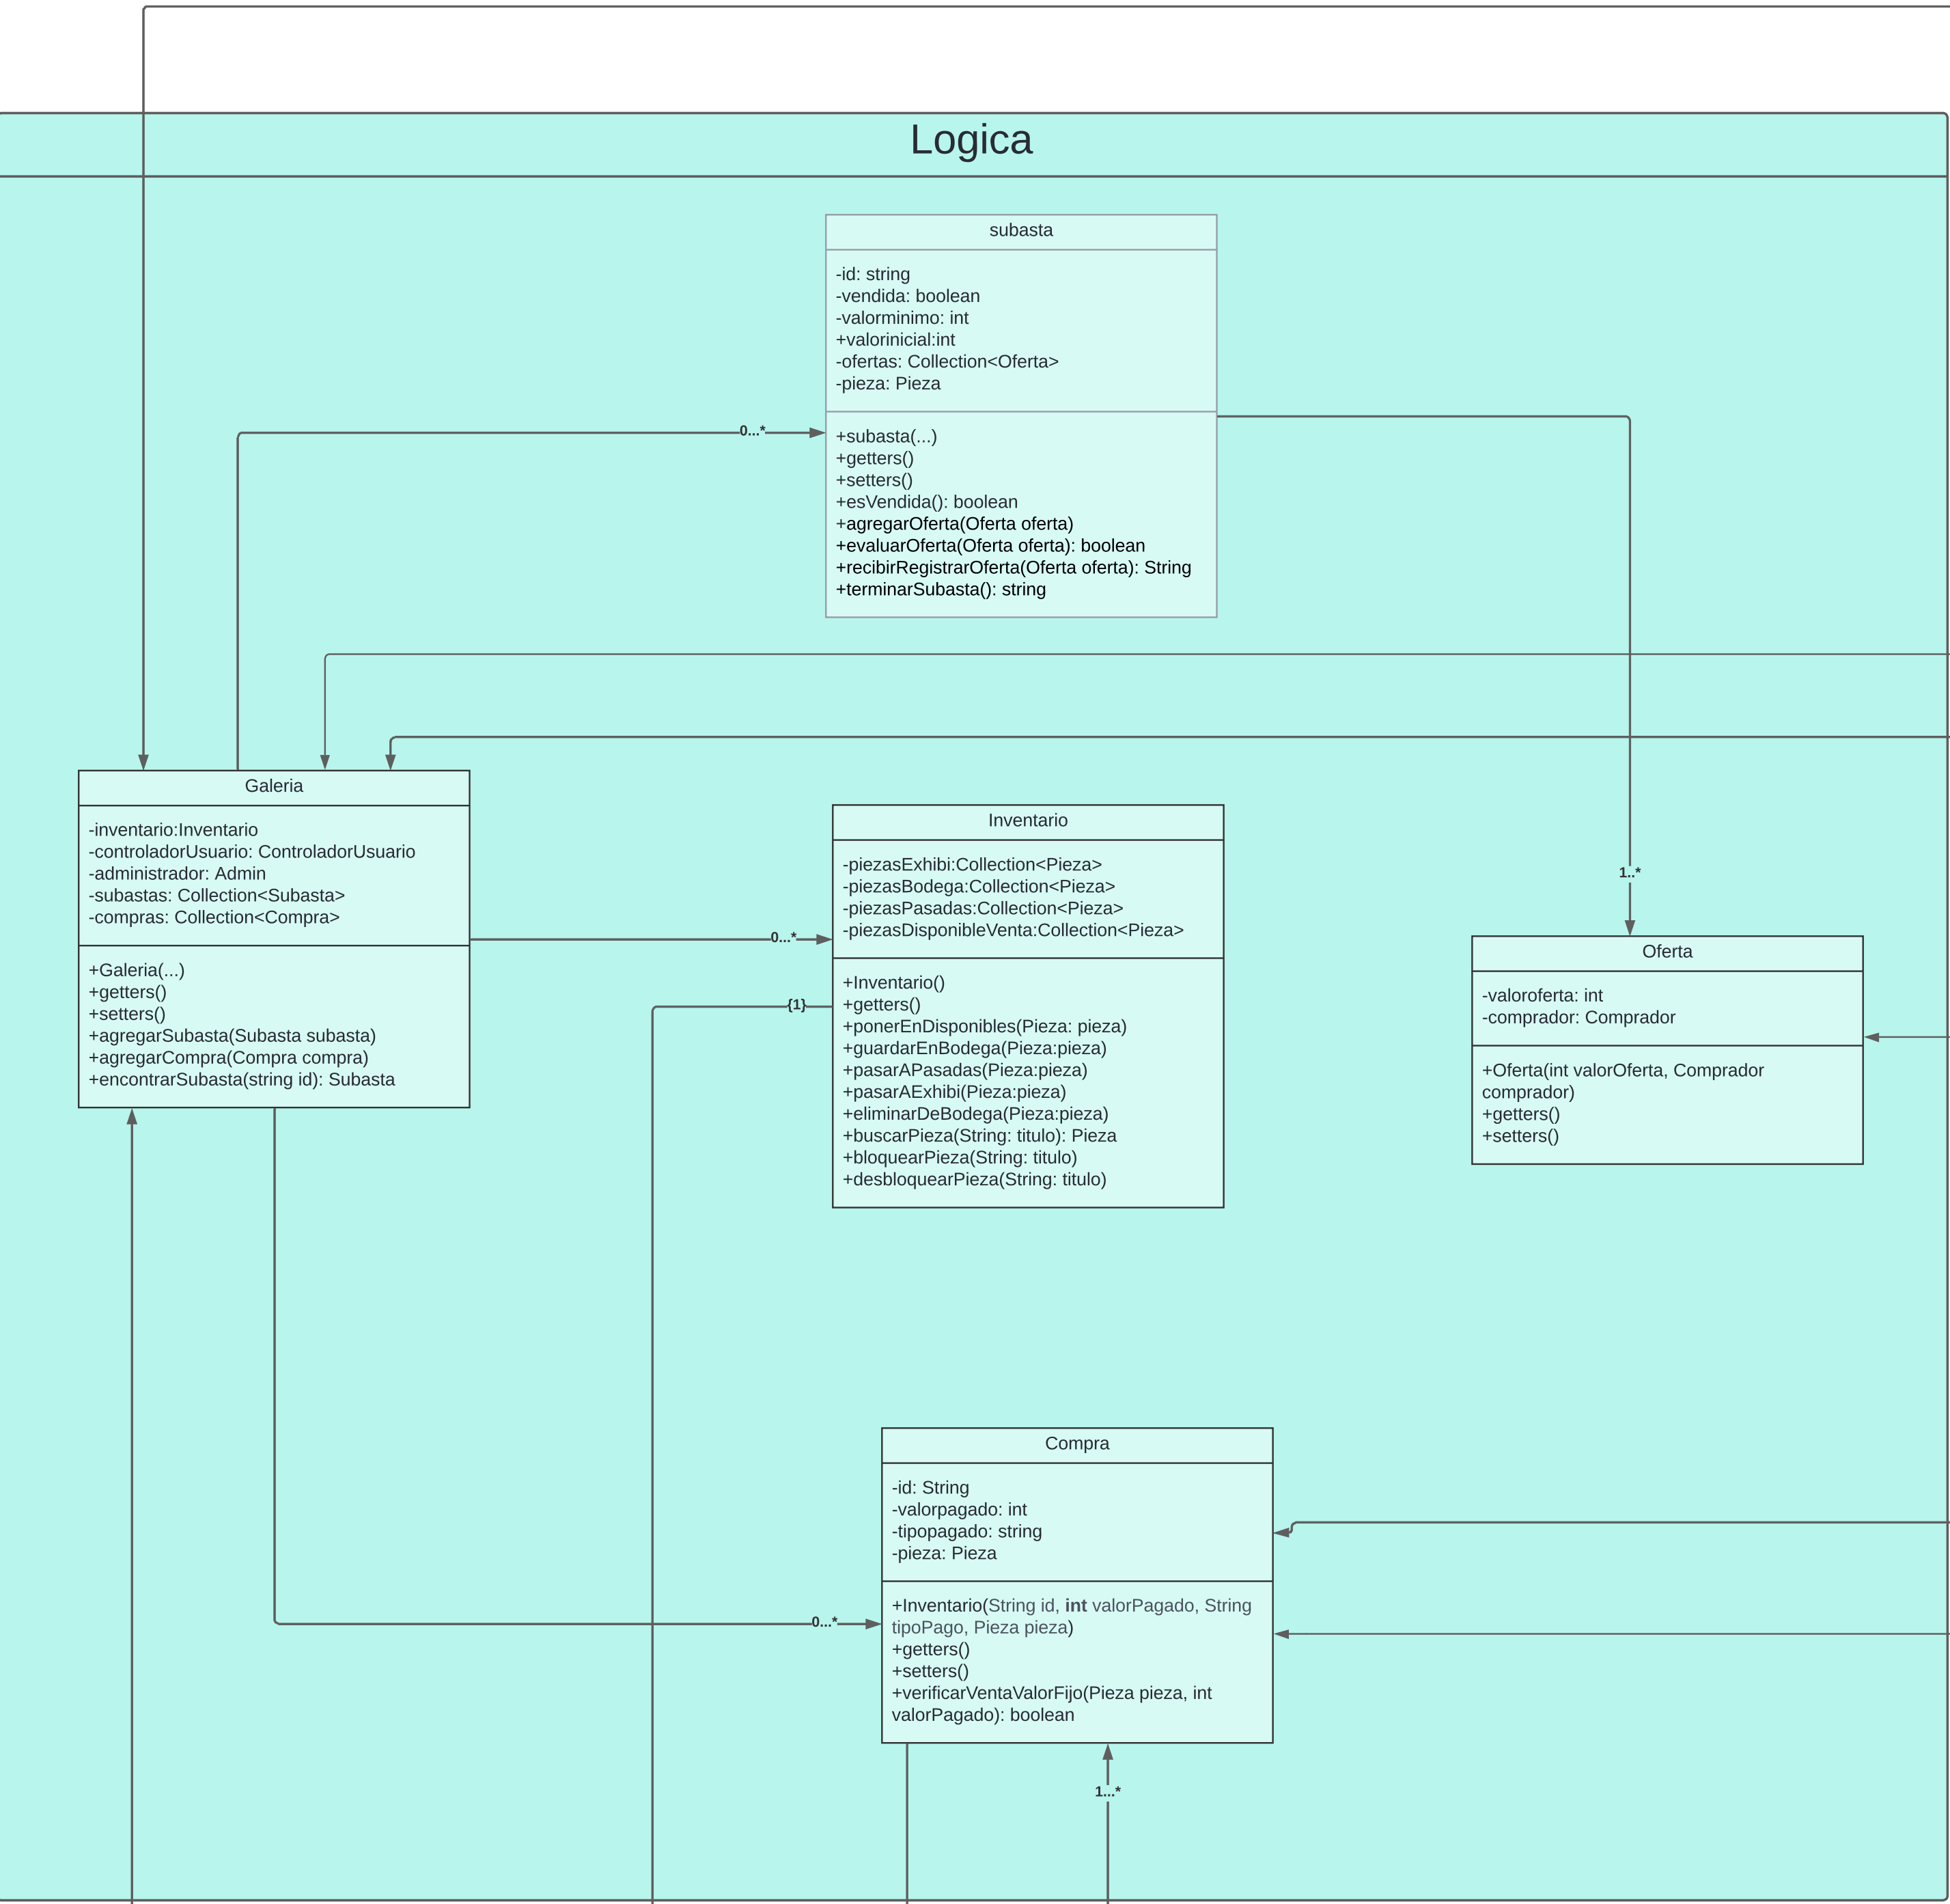 Logica
subasta
-id: string
-vendida: boolean
-valorminimo: int
+valorinicial:int
-ofertas: Collection<Oferta>
-pieza: Pieza
+subasta(...)
+getters()
+setters()
+esVendida(): boolean
+agregarOferta(Oferta oferta)
+evaluarOferta(Oferta oferta): boolean
+recibirRegistrarOferta(Oferta oferta): String
+terminarSubasta(): string
0...*
Galeria
-inventario:Inventario
-controladorUsuario: ControladorUsuario
-administrador: Admin
-subastas: Collection<Subasta>
-compras: Collection<Compra>
+Galeria(...)
+getters()
+setters()
+agregarSubasta(Subasta subasta)
+agregarCompra(Compra compra)
+encontrarSubasta(string id): Subasta
0...*
{1}
Inventario
-piezasExhibi:Collection<Pieza>
-piezasBodega:Collection<Pieza>
-piezasPasadas:Collection<Pieza>
-piezasDisponibleVenta:Collection<Pieza>
+Inventario()
+getters()
+ponerEnDisponibles(Pieza: pieza)
+guardarEnBodega(Pieza:pieza)
+pasarAPasadas(Pieza:pieza)
+pasarAExhibi(Pieza:pieza)
+eliminarDeBodega(Pieza:pieza)
+buscarPieza(String: titulo): Pieza
+bloquearPieza(String: titulo)
+desbloquearPieza(String: titulo)
1..*
Oferta
-valoroferta: int
-comprador: Comprador
+Oferta(int valorOferta, Comprador
comprador)
+getters()
+setters()
0...*
Compra
-id: String
-valorpagado: int
-tipopagado: string
-pieza: Pieza
+Inventario(String id, int valorPagado, String
tipoPago, Pieza pieza)
+getters()
+setters()
+verificarVentaValorFijo(Pieza pieza, int
valorPagado): boolean
1...*